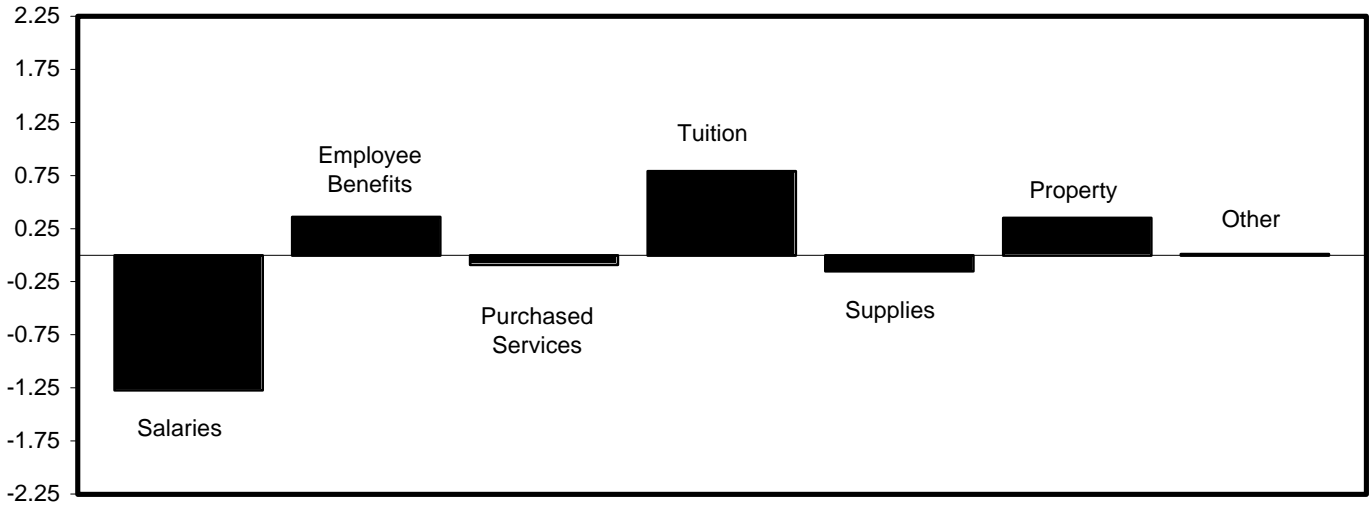 2.25
1.75
1.25
0.75
0.25
-0.25
-0.75
-1.25
-1.75
-2.25
Salaries
Employee
Benefits
Purchased
Services
Tuition
Supplies
Property
Other